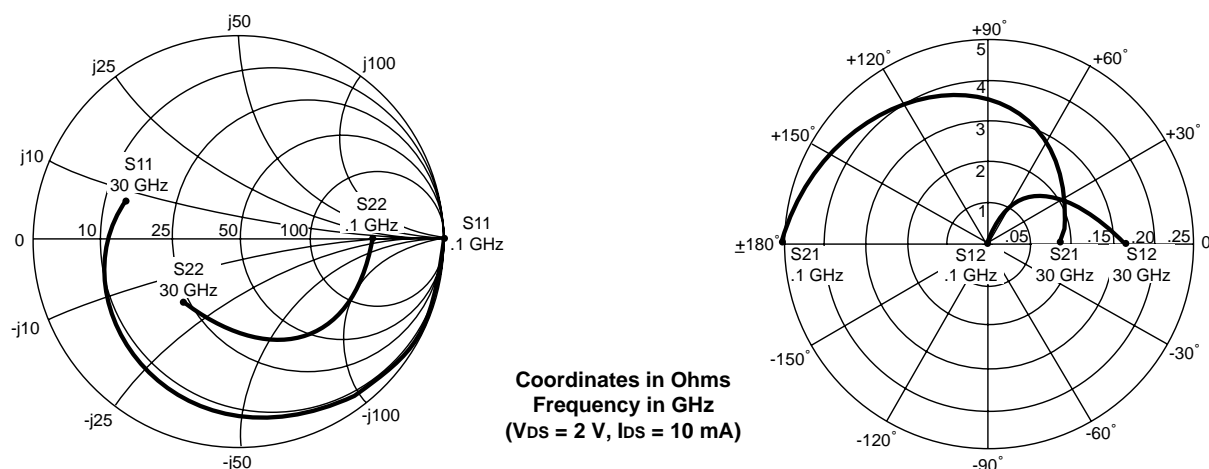 j50
j25
j100
j10
S11
30 GHz
S22
.1 GHz
S11
.1 GHz
0
10
25
50
100
S22
30 GHz
-j10
-j25
-j100
-j50
Coordinates in Ohms
Frequency in GHz
(VDS = 2 V, IDS = 10 mA)
+90°
+120°
+60°
+150°
+30°
5
4
3
2
1
±180°
0
.05
.15
.20
.25
S21
.1 GHz
S12
.1 GHz
S21
30 GHz
S12
30 GHz
-150°
-30°
-120°
-60°
-90°